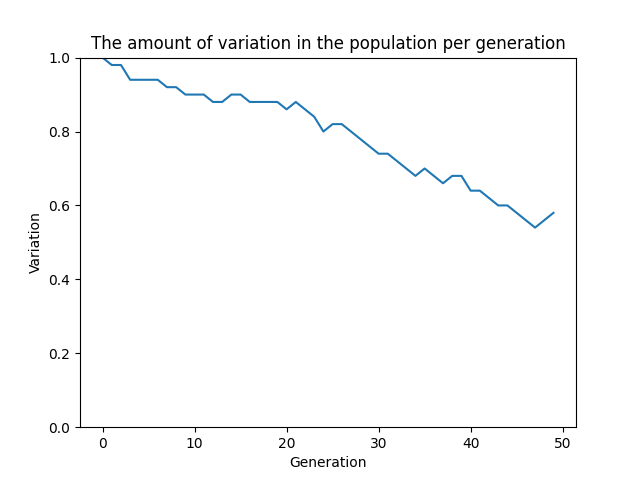 The amount of variation in the population per generation
1.0
0.8
0.6
0.4
0.2
0.0
Variation
0 10 20 30 40 50
Generation